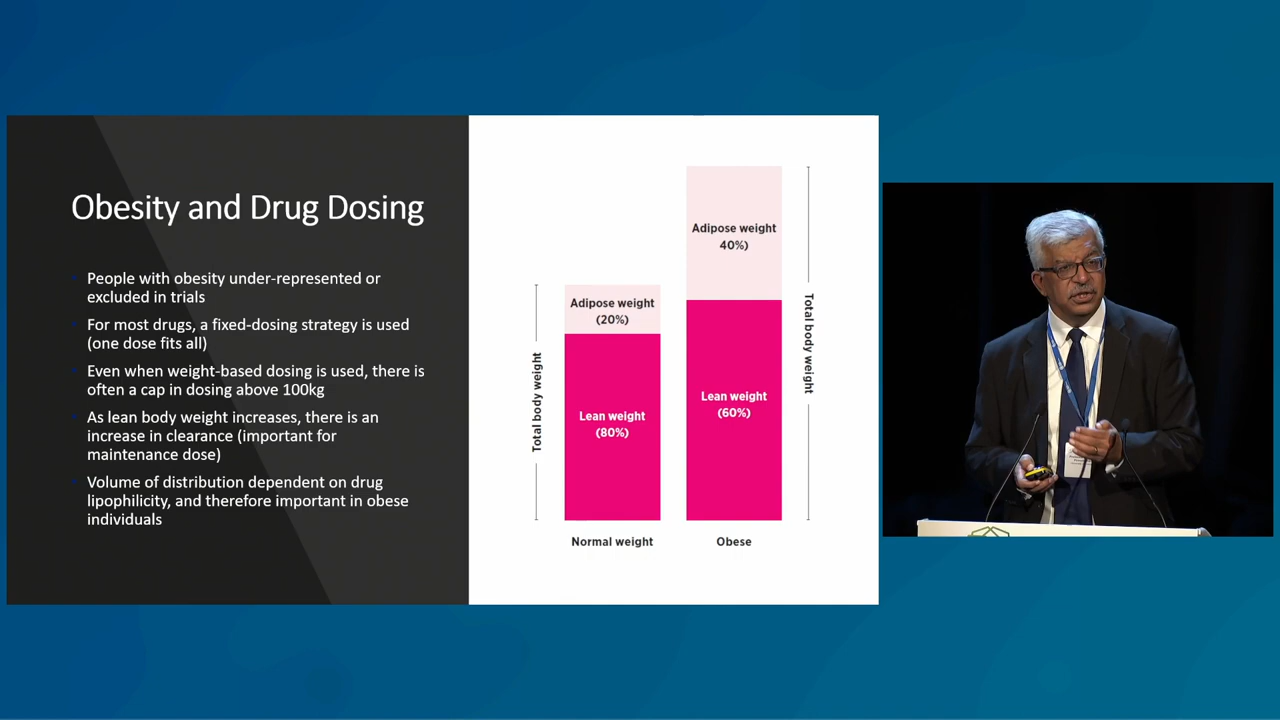 Obesity and Drug Dosing
People with obesity under-represented or
excluded in trials
For most drugs, a fixed-dosing strategy is used
(one dose fits all)
Even when weight-based dosing is used, there is
often a cap in dosing above 100kg
As lean body weight increases, there is an
increase in clearance (important for
maintenance dose)
Volume of distribution dependent on drug
lipophilicity, and therefore important in obese
individuals
Total body weight
Adipose weight
(20%)
Lean weight
(80%)
Normal weight
Adipose weight
40%)
Lean weight
(60%)
Obese
Total body weight